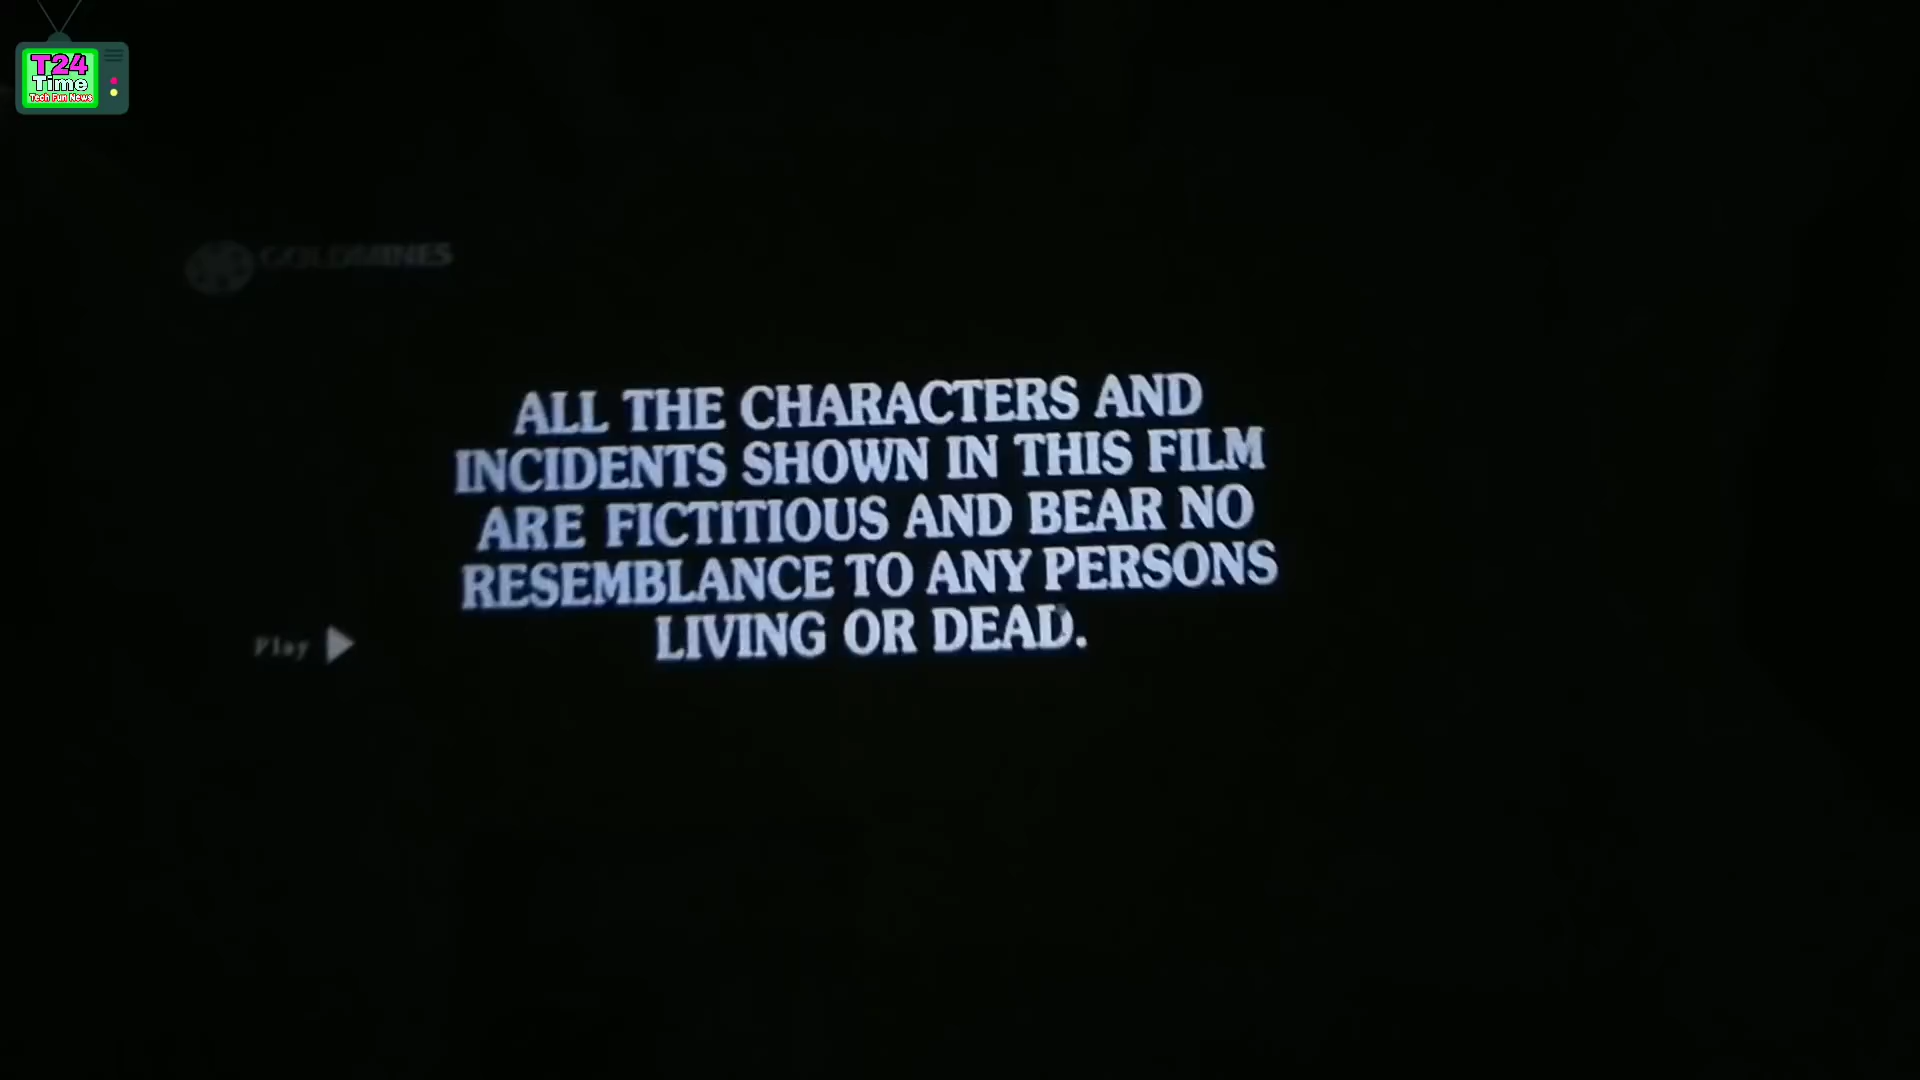 T24
Time
Tech Fun News
GOLDMINES
ALL THE CHARACTERS AND
INCIDENTS SHOWN IN THIS FILM
ARE FICTITIOUS AND BEAR NO
RESEMBLANCE TO ANY PERSONS
LIVING OR DEAD.
Play